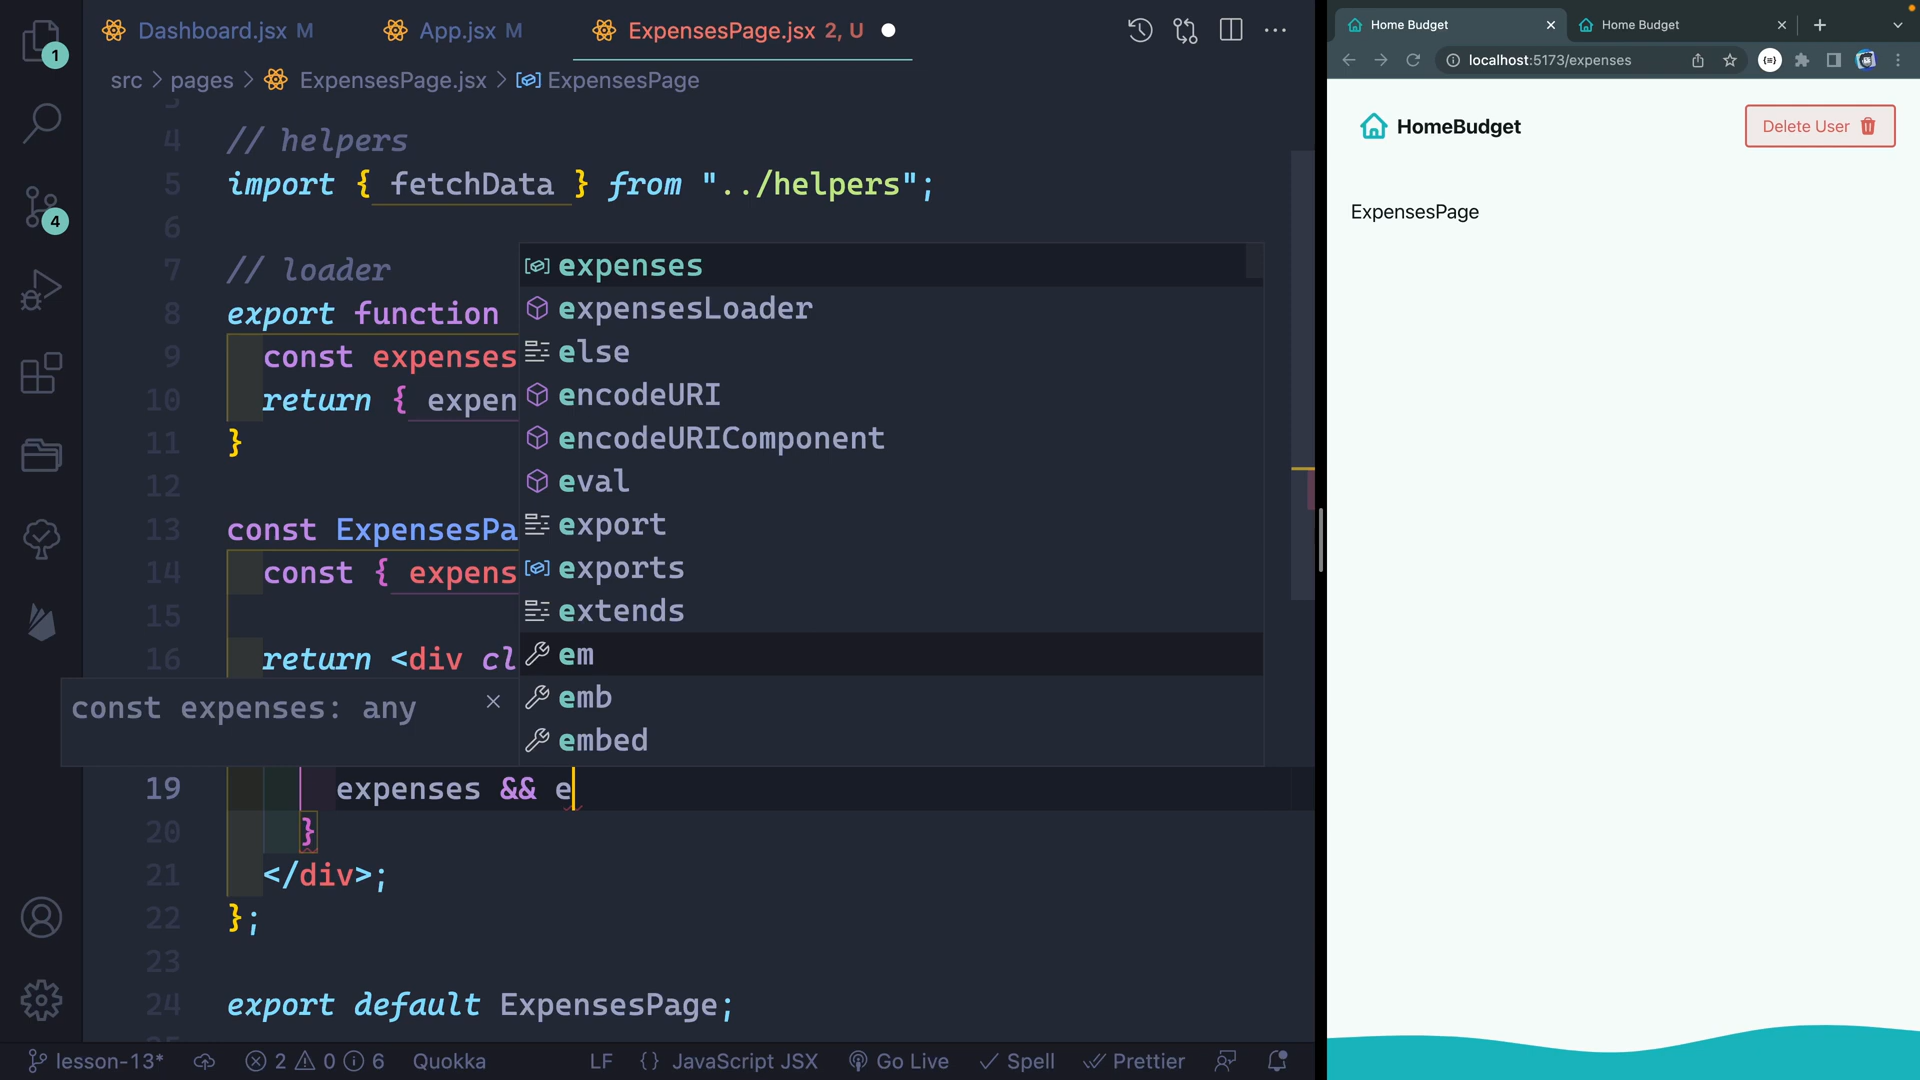 Dashboard.jsx M
App.jsx M
ExpensesPage.jsx 2, U
src > pages > ExpensesPage.jsx > ExpensesPage
3
4 // helpers
5 import { fetchData } from "../helpers";
6
7 // loader
8 export function
9 const expenses
10 return { expen
11 }
12
13 const ExpensesPa
14 const { expens
15
16 return <div cl
expenses
expensesLoader
else
encodeURI
encodeURIComponent
eval
export
exports
extends
em
emb
embed
const expenses: any
19 expenses && e
20 }
21 </div>;
22 };
23
24 export default ExpensesPage;
1
4
lesson-13* 2 0 6 Quokka LF {} JavaScript JSX Go Live Spell Prettier
Home Budget
Home Budget
localhost:5173/expenses
HomeBudget
Delete User
ExpensesPage